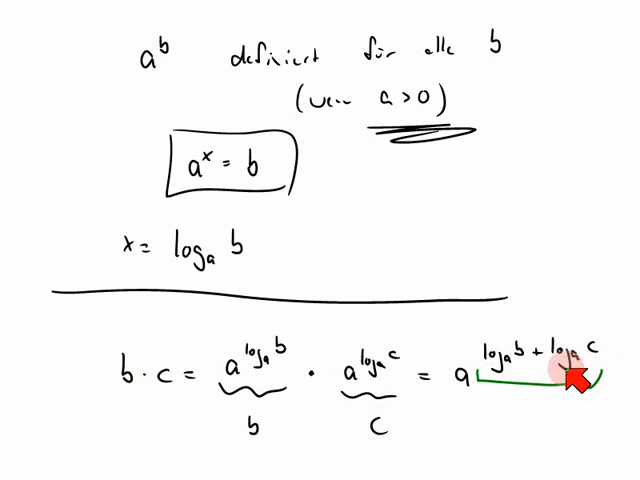 a^b definiert für alle b
(wenn a > 0)
a^x = b
x = log_a b
b · c = a^{log_a b} · a^{log_a c} = a^{log_a b + log_a c}
b c